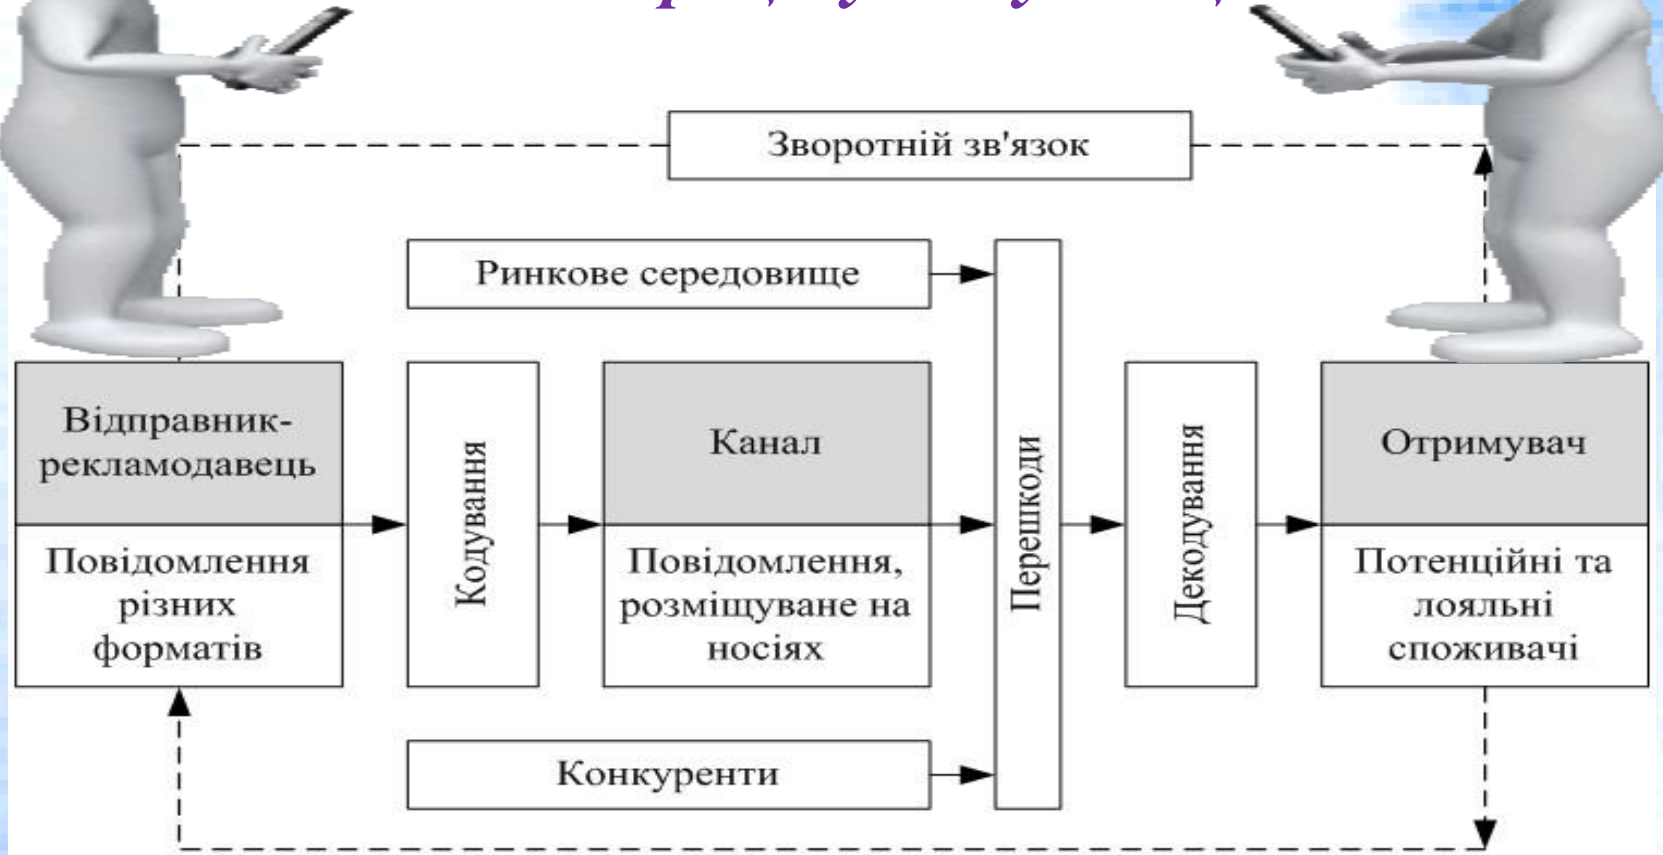 Зворотній зв'язок
Ринкове середовище
Відправник-
рекламодавець
Повідомлення
різних
форматів
Кодування
Канал
Повідомлення,
розміщуване на
носіях
Перешкоди
Декодування
Отримувач
Потенційні та
лояльні
споживачі
Конкуренти